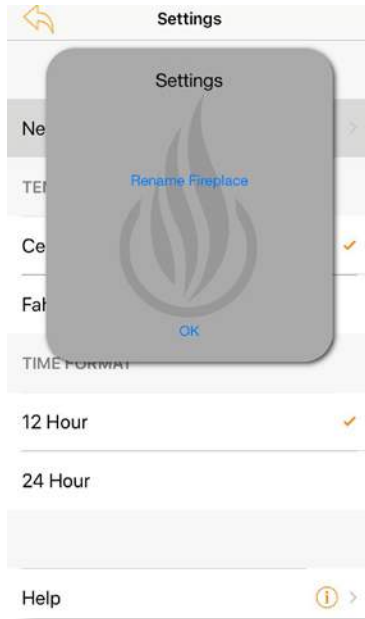 Settings
Settings
Ne
Rename Fireplace
TE
Ce
Fah
OK
TIME FORMAT
12 Hour
24 Hour
Help